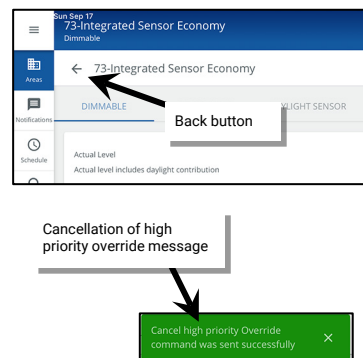 Sun Sep 17
73-Integrated Sensor Economy
Dimmable
Areas
73-Integrated Sensor Economy
Notifications
DIMMABLE
YLIGHT SENSOR
Back button
Schedule
Actual Level
Actual level includes daylight contribution
Cancellation of high
priority override message
Cancel high priority Override
command was sent successfully